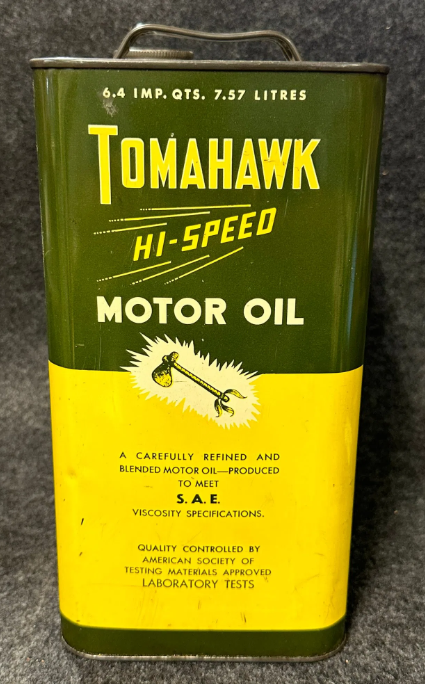 6.4 IMP. QTS. 7.57 LITRES
TOMAHAWK
HI-SPEED
MOTOR OIL
A CAREFULLY REFINED AND
BLENDED MOTOR OIL—PRODUCED
TO MEET
S. A. E.
VISCOSITY SPECIFICATIONS.
QUALITY CONTROLLED BY
AMERICAN SOCIETY OF
TESTING MATERIALS APPROVED
LABORATORY TESTS